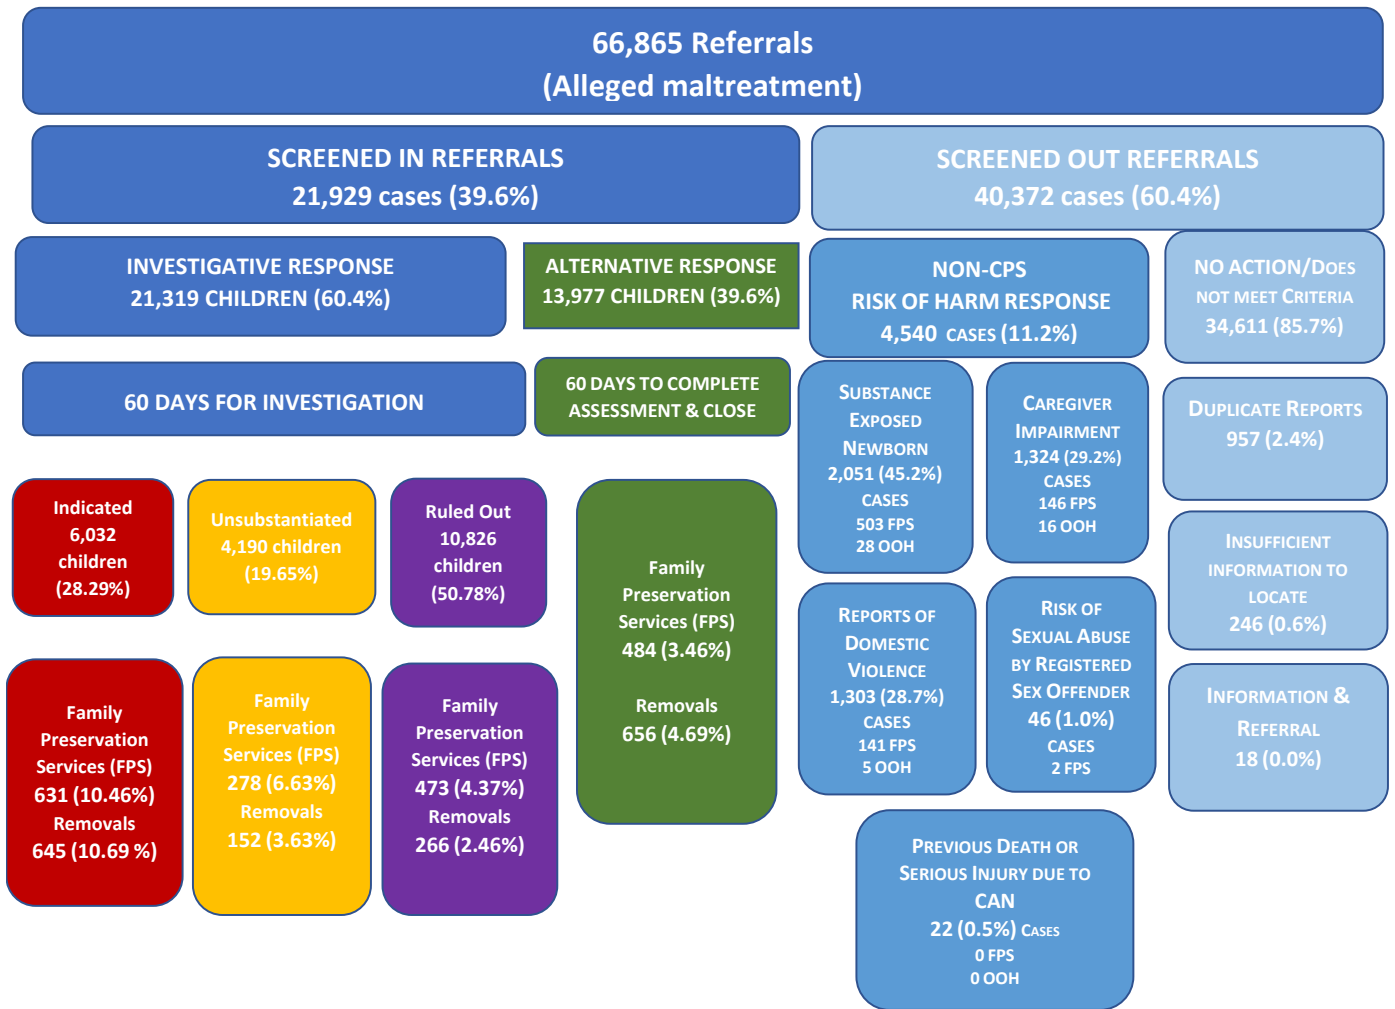 66,865 Referrals
(Alleged maltreatment)
SCREENED IN REFERRALS
21,929 cases (39.6%)
SCREENED OUT REFERRALS
40,372 cases (60.4%)
INVESTIGATIVE RESPONSE
21,319 CHILDREN (60.4%)
ALTERNATIVE RESPONSE
13,977 CHILDREN (39.6%)
NON-CPS
RISK OF HARM RESPONSE
4,540 CASES (11.2%)
NO ACTION/DOES
NOT MEET CRITERIA
34,611 (85.7%)
60 DAYS FOR INVESTIGATION
60 DAYS TO COMPLETE
ASSESSMENT & CLOSE
SUBSTANCE
EXPOSED
NEWBORN
2,051 (45.2%)
CASES
503 FPS
28 OOH
CAREGIVER
IMPAIRMENT
1,324 (29.2%)
CASES
146 FPS
16 OOH
DUPLICATE REPORTS
957 (2.4%)
Indicated
6,032
children
(28.29%)
Unsubstantiated
4,190 children
(19.65%)
Ruled Out
10,826
children
(50.78%)
Family
Preservation
Services (FPS)
484 (3.46%)
Removals
656 (4.69%)
INSUFFICIENT
INFORMATION TO
LOCATE
246 (0.6%)
REPORTS OF
DOMESTIC
VIOLENCE
1,303 (28.7%)
CASES
141 FPS
5 OOH
RISK OF
SEXUAL ABUSE
BY REGISTERED
SEX OFFENDER
46 (1.0%)
CASES
2 FPS
INFORMATION &
REFERRAL
18 (0.0%)
Family
Preservation
Services (FPS)
631 (10.46%)
Removals
645 (10.69 %)
Family
Preservation
Services (FPS)
278 (6.63%)
Removals
152 (3.63%)
Family
Preservation
Services (FPS)
473 (4.37%)
Removals
266 (2.46%)
PREVIOUS DEATH OR
SERIOUS INJURY DUE TO
CAN
22 (0.5%) CASES
0 FPS
0 OOH